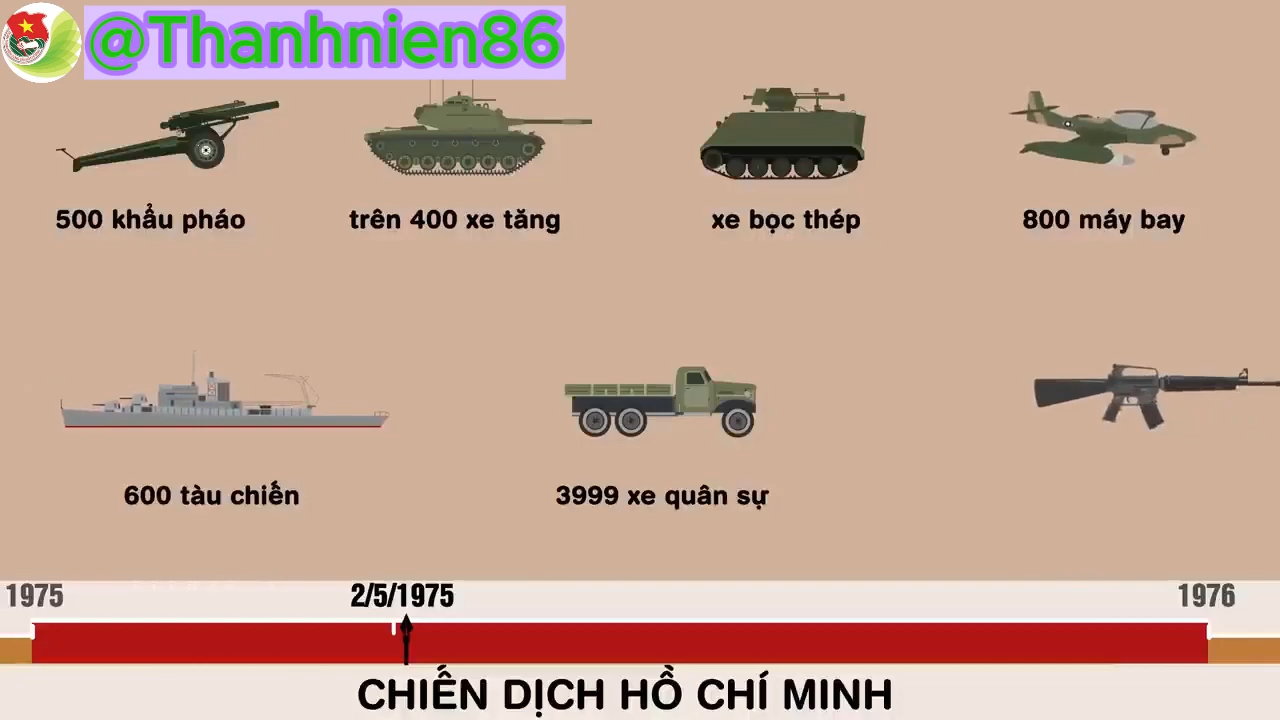 @Thanhnien86
500 khẩu pháo
trên 400 xe tăng
xe bọc thép
800 máy bay
600 tàu chiến
3999 xe quân sự
1975
2/5/1975
1976
CHIẾN DỊCH HỒ CHÍ MINH